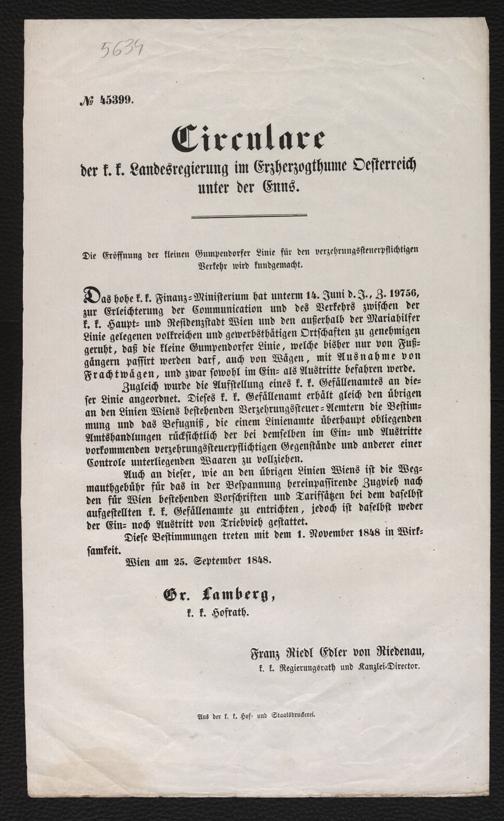 5634
№ 45399.
Circulare
der k. k. Landesregierung im Erzherzogthume Oesterreich
unter der Enns.
Die Eröffnung der kleinen Gumpendorfer Linie für den verzehrungssteuerpflichtigen
Verkehr wird kundgemacht.
Das hohe k. k. Finanz-Ministerium hat unterm 14. Juni d. J., Z. 19756,
zur Erleichterung der Communication und des Verkehrs zwischen der
k. k. Haupt- und Residenzstadt Wien und den außerhalb der Mariahilfer
Linie gelegenen volkreichen und gewerbsthätigen Ortschaften zu genehmigen
geruht, daß die kleine Gumpendorfer Linie, welche bisher nur von Fuß-
gängern passirt werden darf, auch von Wägen, mit Ausnahme von
Frachtwägen, und zwar sowohl im Ein- als Austritte befahren werde.
Zugleich wurde die Aufstellung eines k. k. Gefällenamtes an die-
ser Linie angeordnet. Dieses k. k. Gefällenamt erhält gleich den übrigen
an den Linien Wiens bestehenden Verzehrungssteuer-Aemtern die Bestim-
mung und das Befugniß, die einem Linienamte überhaupt obliegenden
Amtshandlungen rücksichtlich der bei demselben im Ein- und Austritte
vorkommenden verzehrungssteuerpflichtigen Gegenstände und anderer einer
Controle unterliegenden Waaren zu vollziehen.
Auch an dieser, wie an den übrigen Linien Wiens ist die Weg-
mauthgebühr für das in der Bespannung hereinpassirende Zugvieh nach
den für Wien bestehenden Vorschriften und Tariffsätzen bei dem daselbst
aufgestellten k. k. Gefällenamte zu entrichten, jedoch ist daselbst weder
der Ein- noch Austritt von Triebvieh gestattet.
Diese Bestimmungen treten mit dem 1. November 1848 in Wirk-
samkeit.
Wien am 25. September 1848.
Gr. Lamberg,
k. k. Hofrath.
Franz Riedl Edler von Riedenau,
k. k. Regierungsrath und Kanzlei-Director.
Aus der k. k. Hof- und Staatsdruckerei.